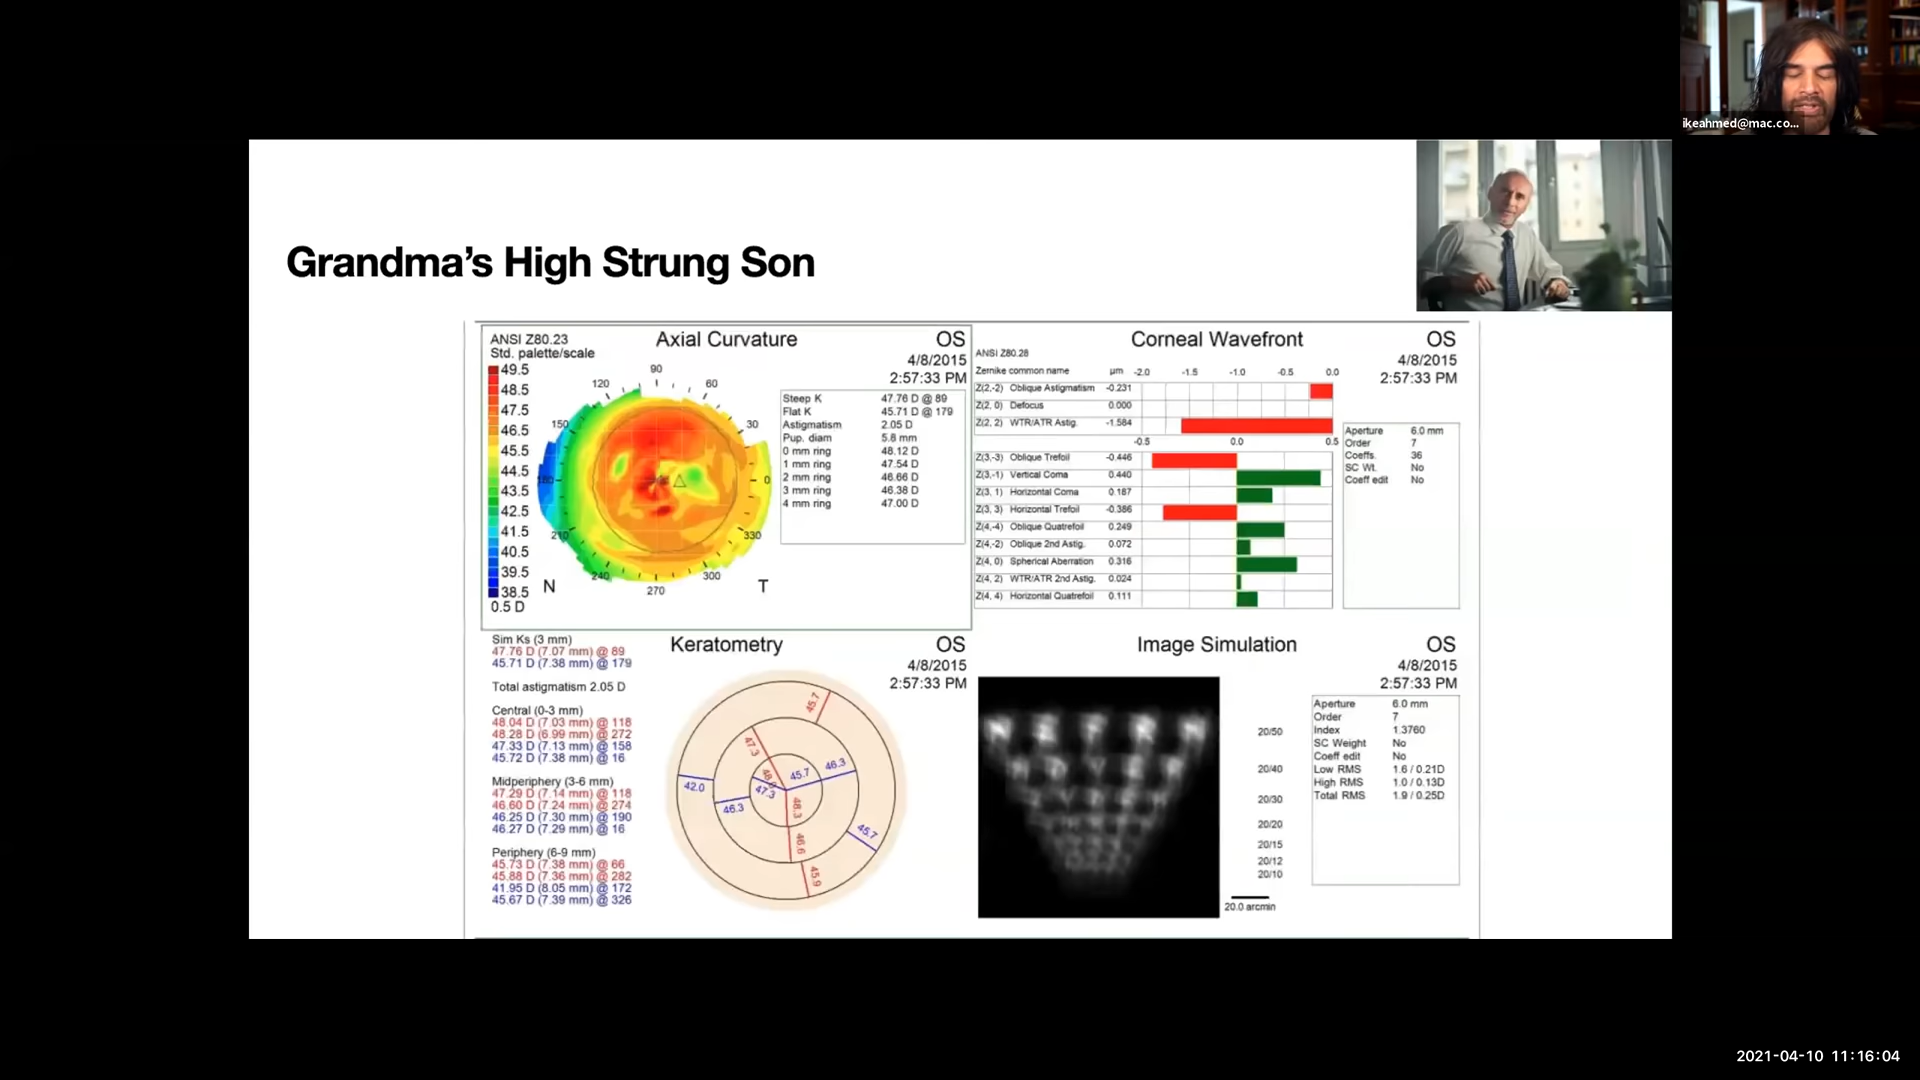 ikeahmed@mac.co...
Grandma's High Strung Son
ANSI Z80.23
Std. palette/scale
Axial Curvature
OS
4/8/2015
2:57:33 PM
49.5
48.5
47.5
46.5
45.5
44.5
43.5
42.5
41.5
40.5
39.5
38.5
0.5 D
90
120
60
150
30
180
0
210
330
240
300
270
N
T
Steep K 47.76 D @ 89
Flat K 45.71 D @ 179
Astigmatism 2.05 D
Pup. diam 5.8 mm
0 mm ring 48.12 D
1 mm ring 47.54 D
2 mm ring 46.66 D
3 mm ring 46.38 D
4 mm ring 47.00 D
Corneal Wavefront
OS
4/8/2015
2:57:33 PM
ANSI Z80.28
Zernike common name µm -2.0 -1.5 -1.0 -0.5 0.0
Z(2,-2) Oblique Astigmatism -0.231
Z(2, 0) Defocus 0.000
Z(2, 2) WTR/ATR Astig. -1.584
-0.5 0.0 0.5
Z(3,-3) Oblique Trefoil -0.446
Z(3,-1) Vertical Coma 0.440
Z(3, 1) Horizontal Coma 0.187
Z(3, 3) Horizontal Trefoil -0.386
Z(4,-4) Oblique Quatrefoil 0.249
Z(4,-2) Oblique 2nd Astig. 0.072
Z(4, 0) Spherical Aberration 0.316
Z(4, 2) WTR/ATR 2nd Astig. 0.024
Z(4, 4) Horizontal Quatrefoil 0.111
Aperture 6.0 mm
Order 7
Coeffs. 36
SC Wt. No
Coeff edit No
Sim Ks (3 mm)
47.76 D (7.07 mm) @ 89
45.71 D (7.38 mm) @ 179
Total astigmatism 2.05 D
Central (0-3 mm)
48.04 D (7.03 mm) @ 118
48.28 D (6.99 mm) @ 272
47.33 D (7.13 mm) @ 158
45.72 D (7.38 mm) @ 16
Midperiphery (3-6 mm)
47.29 D (7.14 mm) @ 118
46.60 D (7.24 mm) @ 274
46.25 D (7.30 mm) @ 190
46.27 D (7.29 mm) @ 16
Periphery (6-9 mm)
45.73 D (7.38 mm) @ 66
45.88 D (7.36 mm) @ 282
41.95 D (8.05 mm) @ 172
45.67 D (7.39 mm) @ 326
Keratometry
OS
4/8/2015
2:57:33 PM
45.7
47.3
46.3
45.7
42.0
47.3
46.3
48.3
45.7
46.6
45.9
Image Simulation
OS
4/8/2015
2:57:33 PM
20/50
20/40
20/30
20/20
20/15
20/12
20/10
20.0 arcmin
Aperture 6.0 mm
Order 7
Index 1.3760
SC Weight No
Coeff edit No
Low RMS 1.6 / 0.21D
High RMS 1.0 / 0.13D
Total RMS 1.9 / 0.25D
2021-04-10 11:16:04